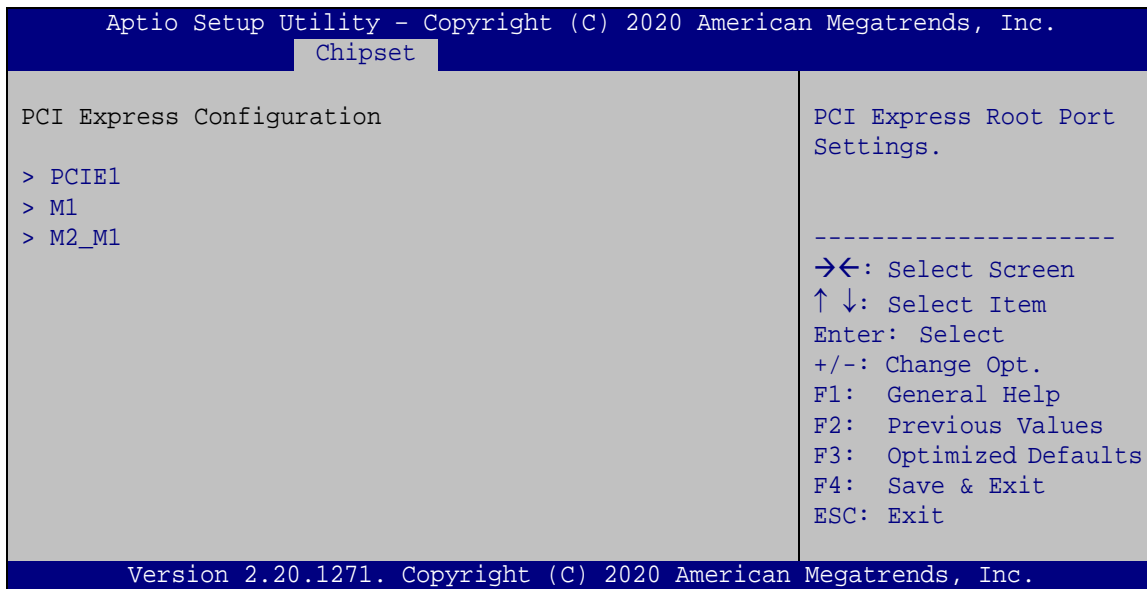 Aptio Setup Utility – Copyright (C) 2020 American Megatrends, Inc.
Chipset
PCI Express Configuration
> PCIE1
> M1
> M2_M1
PCI Express Root Port
Settings.
---------------------
→←: Select Screen
↑ ↓: Select Item
Enter: Select
+/-: Change Opt.
F1: General Help
F2: Previous Values
F3: Optimized Defaults
F4: Save & Exit
ESC: Exit
Version 2.20.1271. Copyright (C) 2020 American Megatrends, Inc.